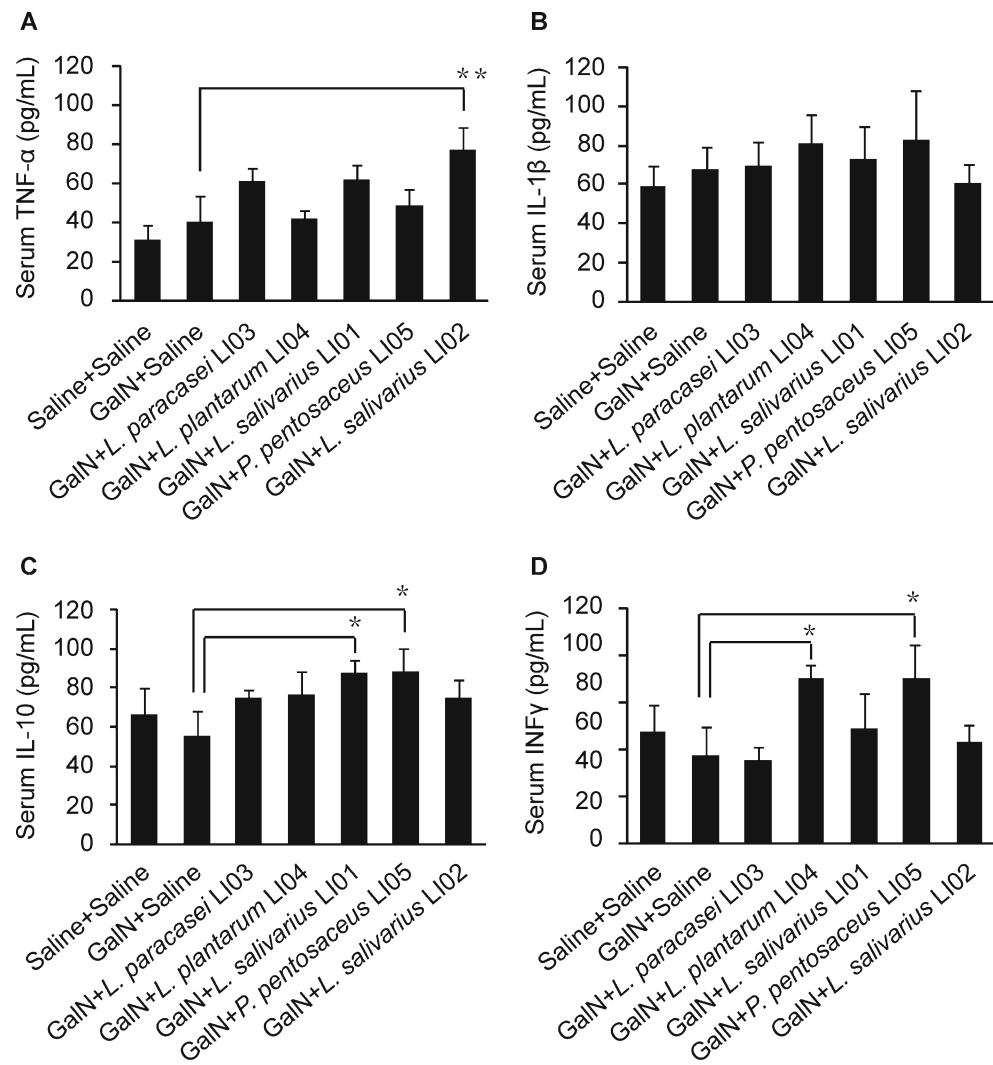 A
Serum TNF-α (pg/mL)
120
100
80
60
40
20
0
**
Saline+Saline
GalN+Saline
GalN+L. paracasei LI03
GalN+L. plantarum LI04
GalN+L. salivarius LI01
GalN+P. pentosaceus LI05
GalN+L. salivarius LI02
B
Serum IL-1β (pg/mL)
120
100
80
60
40
20
0
Saline+Saline
GalN+Saline
GalN+L. paracasei LI03
GalN+L. plantarum LI04
GalN+L. salivarius LI01
GalN+P. pentosaceus LI05
GalN+L. salivarius LI02
C
Serum IL-10 (pg/mL)
120
100
80
60
40
20
0
*
*
Saline+Saline
GalN+Saline
GalN+L. paracasei LI03
GalN+L. plantarum LI04
GalN+L. salivarius LI01
GalN+P. pentosaceus LI05
GalN+L. salivarius LI02
D
Serum INFγ (pg/mL)
120
100
80
60
40
20
0
*
*
Saline+Saline
GalN+Saline
GalN+L. paracasei LI03
GalN+L. plantarum LI04
GalN+L. salivarius LI01
GalN+P. pentosaceus LI05
GalN+L. salivarius LI02